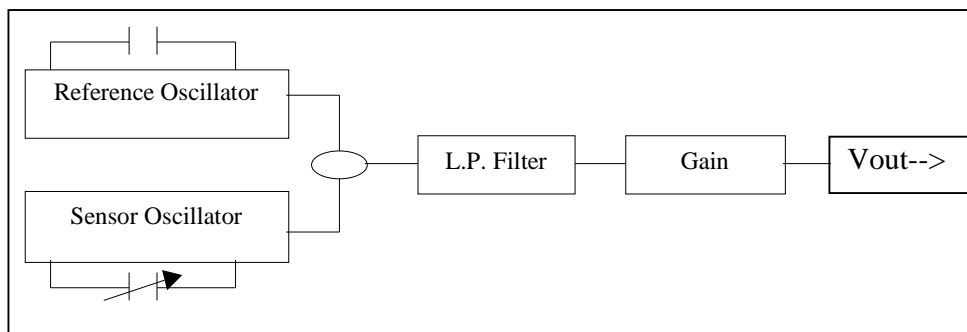 Reference Oscillator
L.P. Filter
Gain
Vout-->
Sensor Oscillator